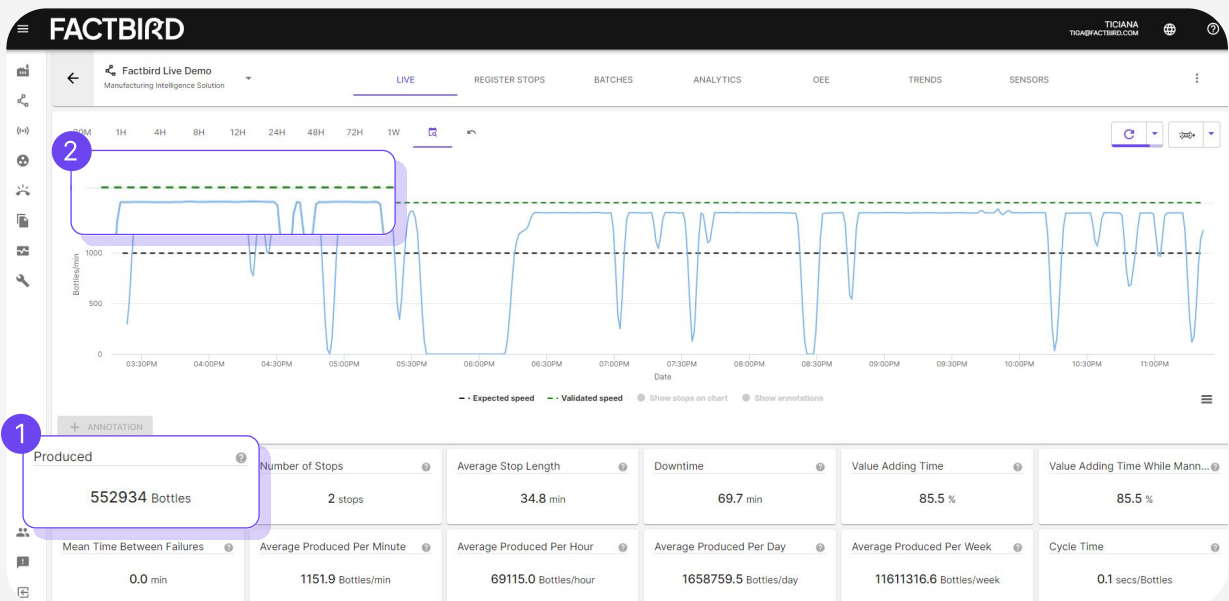 FACTBIRD
TICIANA
TIGA@FACTBIRD.COM
Factbird Live Demo
Manufacturing Intelligence Solution
LIVE
REGISTER STOPS
BATCHES
ANALYTICS
OEE
TRENDS
SENSORS
1H
4H
8H
12H
24H
48H
72H
1W
2
Bottles/min
1000
500
0
03:30PM
04:00PM
04:30PM
05:00PM
05:30PM
06:00PM
06:30PM
07:00PM
07:30PM
08:00PM
08:30PM
09:00PM
09:30PM
10:00PM
10:30PM
11:00PM
Date
Expected speed
Validated speed
Show stops on chart
Show annotations
+ ANNOTATION
1
Produced
552934 Bottles
Number of Stops
2 stops
Average Stop Length
34.8 min
Downtime
69.7 min
Value Adding Time
85.5 %
Value Adding Time While Mann...
85.5 %
Mean Time Between Failures
0.0 min
Average Produced Per Minute
1151.9 Bottles/min
Average Produced Per Hour
69115.0 Bottles/hour
Average Produced Per Day
1658759.5 Bottles/day
Average Produced Per Week
11611316.6 Bottles/week
Cycle Time
0.1 secs/Bottles